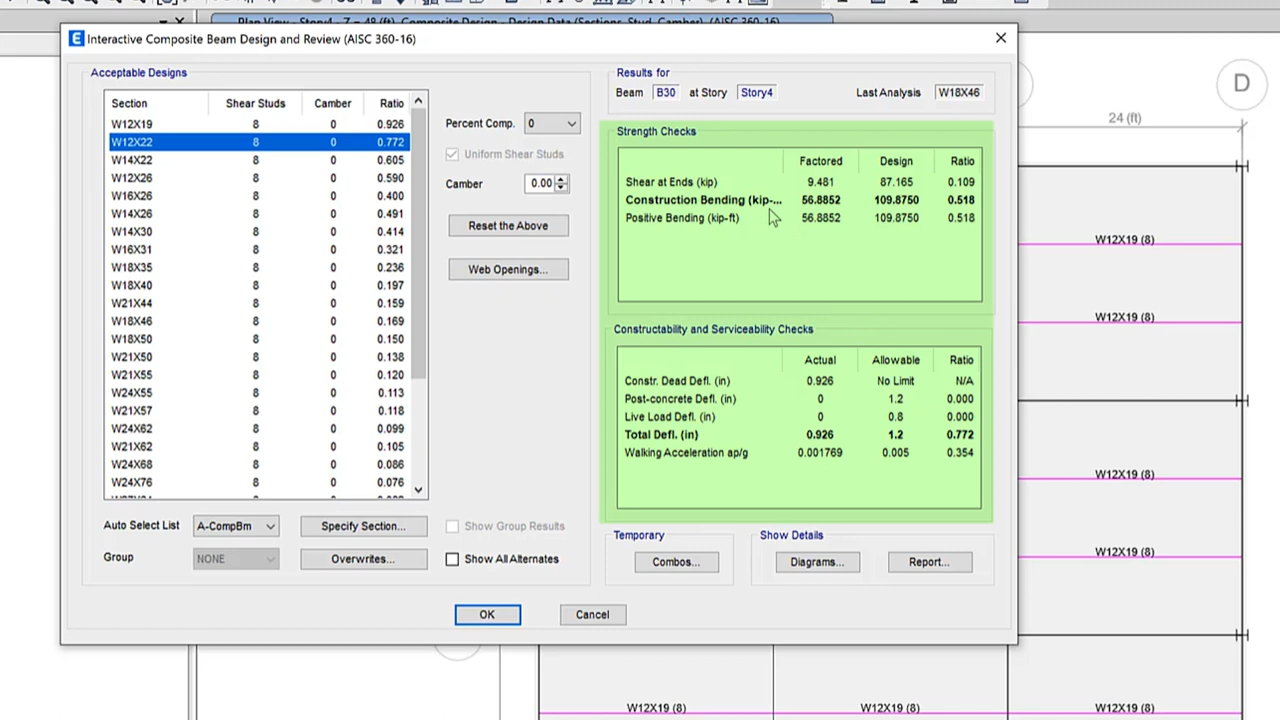 Plan View - Story4 - Z = 48 (ft) Composite Design - Design Data (Sections, Stud, Camber) (AISC 360-16)
Interactive Composite Beam Design and Review (AISC 360-16)
Acceptable Designs
Section Shear Studs Camber Ratio
W12X19 8 0 0.926
W12X22 8 0 0.772
W14X22 8 0 0.605
W12X26 8 0 0.590
W16X26 8 0 0.400
W14X26 8 0 0.491
W14X30 8 0 0.414
W16X31 8 0 0.321
W18X35 8 0 0.236
W18X40 8 0 0.197
W21X44 8 0 0.159
W18X46 8 0 0.169
W18X50 8 0 0.150
W21X50 8 0 0.138
W21X55 8 0 0.120
W24X55 8 0 0.113
W21X57 8 0 0.118
W24X62 8 0 0.099
W21X62 8 0 0.105
W24X68 8 0 0.086
W24X76 8 0 0.076
Percent Comp. 0
Uniform Shear Studs
Camber 0.00
Reset the Above
Web Openings...
Auto Select List A-CompBm Specify Section... Show Group Results
Group NONE Overwrites... Show All Alternates
Results for
Beam B30 at Story Story4 Last Analysis W18X46
Strength Checks
Factored Design Ratio
Shear at Ends (kip) 9.481 87.165 0.109
Construction Bending (kip-... 56.8852 109.8750 0.518
Positive Bending (kip-ft) 56.8852 109.8750 0.518
Constructability and Serviceability Checks
Actual Allowable Ratio
Constr. Dead Defl. (in) 0.926 No Limit N/A
Post-concrete Defl. (in) 0 1.2 0.000
Live Load Defl. (in) 0 0.8 0.000
Total Defl. (in) 0.926 1.2 0.772
Walking Acceleration ap/g 0.001769 0.005 0.354
Temporary
Combos...
Show Details
Diagrams... Report...
OK Cancel
D
24 (ft)
W12X19 (8)
W12X19 (8)
W12X19 (8)
W12X19 (8)
W12X19 (8) W12X19 (8) W12X19 (8)